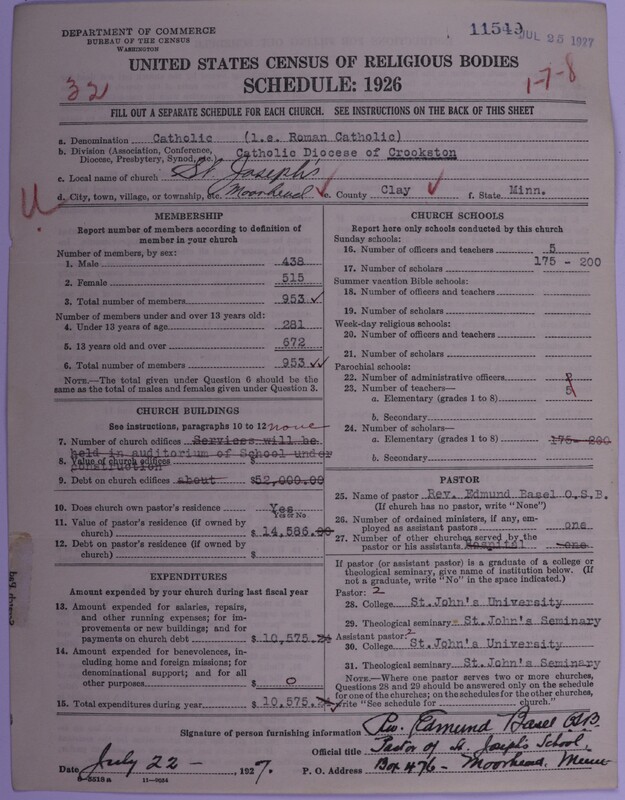 DEPARTMENT OF COMMERCE
BUREAU OF THE CENSUS
WASHINGTON
11549 JUL 25 1927
UNITED STATES CENSUS OF RELIGIOUS BODIES
SCHEDULE: 1926
32
1-7-8
FILL OUT A SEPARATE SCHEDULE FOR EACH CHURCH. SEE INSTRUCTIONS ON THE BACK OF THIS SHEET
a. Denomination Catholic (i.e. Roman Catholic)
b. Division (Association, Conference, Diocese, Presbytery, Synod, etc.) Catholic Diocese of Crookston
c. Local name of church St. Joseph's
d. City, town, village, or township, etc. Moorhead e. County Clay f. State Minn.
MEMBERSHIP
Report number of members according to definition of
member in your church
Number of members, by sex:
1. Male 438
2. Female 515
3. Total number of members 953
Number of members under and over 13 years old:
4. Under 13 years of age 281
5. 13 years old and over 672
6. Total number of members 953
NOTE.—The total given under Question 6 should be
the same as the total of males and females given under Question 3.
CHURCH BUILDINGS
See instructions, paragraphs 10 to 12 none
7. Number of church edifices Services will be
held in auditorium of School under
8. Value of church edifices $
construction
9. Debt on church edifices about $52,000.00
10. Does church own pastor's residence Yes
Yes or No
11. Value of pastor's residence (if owned by
church) $ 14,586.00
12. Debt on pastor's residence (if owned by
church) $
EXPENDITURES
Amount expended by your church during last fiscal year
13. Amount expended for salaries, repairs,
and other running expenses; for im-
provements or new buildings; and for
payments on church debt $ 10,575.
14. Amount expended for benevolences, in-
cluding home and foreign missions; for
denominational support; and for all
other purposes $ 0
15. Total expenditures during year $ 10,575.
CHURCH SCHOOLS
Report here only schools conducted by this church
Sunday schools:
16. Number of officers and teachers 5
17. Number of scholars 175 - 200
Summer vacation Bible schools:
18. Number of officers and teachers
19. Number of scholars
Week-day religious schools:
20. Number of officers and teachers
21. Number of scholars
Parochial schools:
22. Number of administrative officers
23. Number of teachers—
a. Elementary (grades 1 to 8) 5
b. Secondary
24. Number of scholars—
a. Elementary (grades 1 to 8) 175- 200
b. Secondary
PASTOR
25. Name of pastor Rev. Edmund Basel O.S.B.
(If church has no pastor, write "None")
26. Number of ordained ministers, if any, em-
ployed as assistant pastors one
27. Number of other churches served by the
pastor or his assistants Hospital one
If pastor (or assistant pastor) is a graduate of a college or
theological seminary, give name of institution below. (If
not a graduate, write "No" in the space indicated.)
Pastor: 2
28. College St.John's University
29. Theological seminary St.John's Seminary
Assistant pastor: 2
30. College St.John's University
31. Theological seminary St.John's Seminary
NOTE.—Where one pastor serves two or more churches,
Questions 28 and 29 should be answered only on the schedule
for one of the churches; on the schedules for the other churches,
write "See schedule for church."
Signature of person furnishing information Rev. Edmund Basel O.S.B.
Official title Pastor of St. Joseph's School,
Date July 22 - , 1927. P. O. Address Box 476 - Moorhead, Minn
11-9034